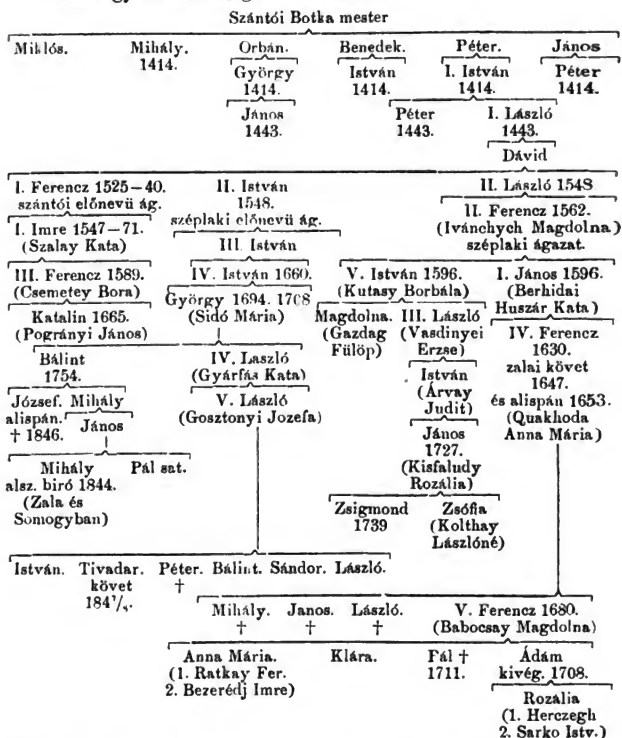 Szántói Botka mester
Miklós. Mihály. Orbán. Benedek. Péter. János
1414. György István I. István Péter
1414. 1414. 1414. 1414.
János Péter I. László
1443. 1443. 1443.
Dávid
I. Ferencz 1525–40. II. István II. László 1548
szántói előnevü ág. 1548. II. Ferencz 1562.
I. Imre 1547–71. széplaki előnevü ág. (Ivánchych Magdolna)
(Szalay Kata) III. István széplaki ágazat.
III. Ferencz 1589. IV. István 1660. V. István 1596. I. János 1596.
(Csemetey Bora) György 1694. 1708 (Kutasy Borbála) (Berhidai
Katalin 1665. (Sidó Mária) Magdolna. III. László Huszár Kata)
(Pogrányi János) (Gazdag (Vasdinyei IV. Ferencz
Bálint IV. László Fülöp) Erzse) 1630.
1754. (Gyárfás Kata) István zalai követ
József. Mihály V. László (Árvay 1647.
alispán. János (Gosztonyi Jozefa) Judit) és alispán 1653.
† 1846. János (Quakhoda
Mihály Pál sat. 1727. Anna Mária)
alsz. biró 1844. (Kisfaludy
(Zala és Rozália)
Somogyban) Zsigmond Zsófia
1739 (Kolthay
Lászlóné)
István. Tivadar. Péter. Bálint. Sándor. László.
követ †
Mihály. Janos. László. V. Ferencz 1680.
† † † (Babocsay Magdolna)
Anna Mária. Klára. Fál † Ádám
(1. Ratkay Fer. 1711. kivég. 1708.
2. Bezerédj Imre) Rozália
(1. Herczegh
2. Sarko Istv.)